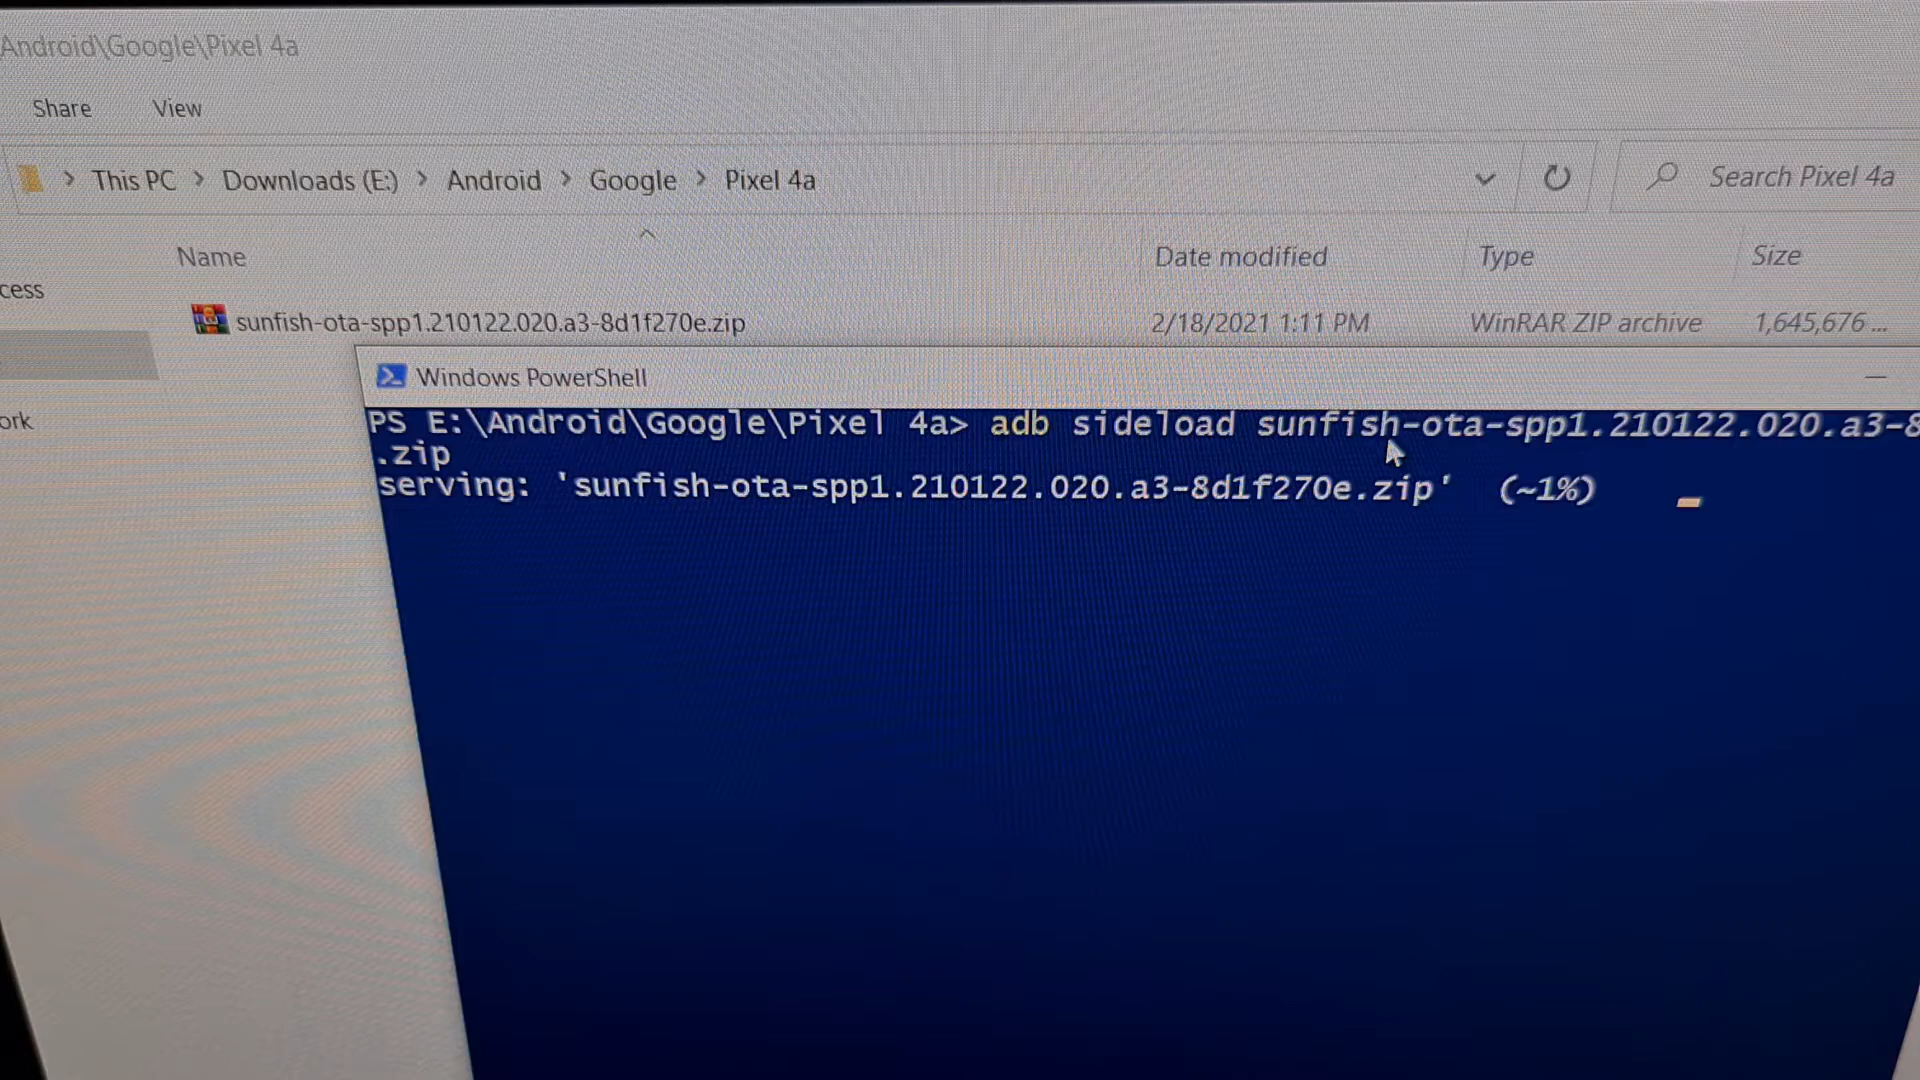 Android\Google\Pixel 4a
Share View
This PC > Downloads (E:) > Android > Google > Pixel 4a
Search Pixel 4a
Name Date modified Type Size
cess
sunfish-ota-spp1.210122.020.a3-8d1f270e.zip 2/18/2021 1:11 PM WinRAR ZIP archive 1,645,676 ...
Windows PowerShell
ork
PS E:\Android\Google\Pixel 4a> adb sideload sunfish-ota-spp1.210122.020.a3-8
.zip
serving: 'sunfish-ota-spp1.210122.020.a3-8d1f270e.zip' (~1%)